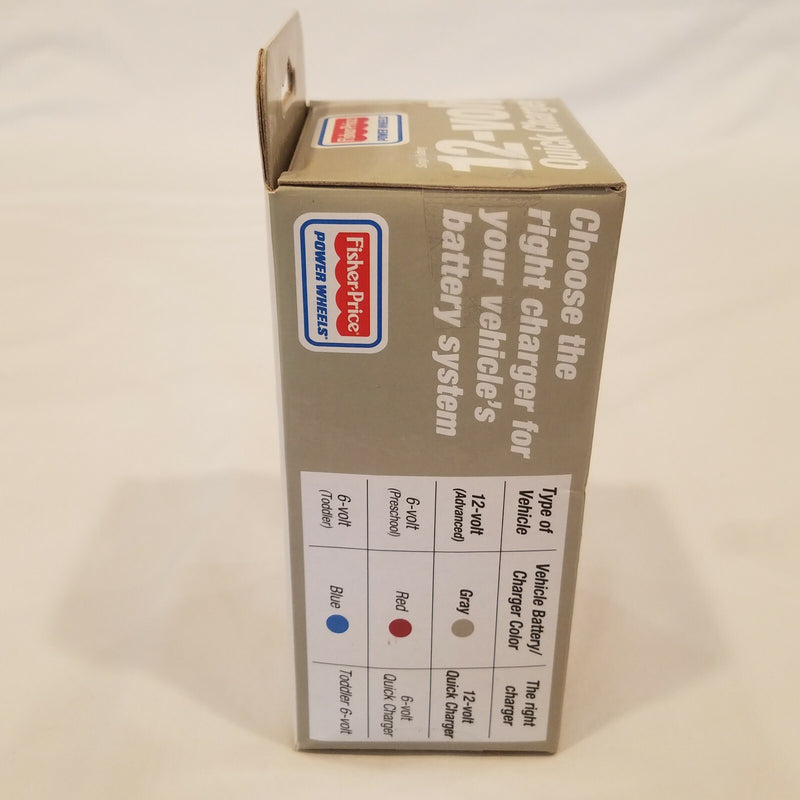 12-volt
Quick Charger
Fisher-Price
POWER WHEELS
Choose the
right charger for
your vehicle's
battery system
Type of
Vehicle
Vehicle Battery/
Charger Color
The right
charger
12-volt
(Advanced)
Gray
12-volt
Quick Charger
6-volt
(Preschool)
Red
6-volt
Quick Charger
6-volt
(Toddler)
Blue
Toddler 6-volt